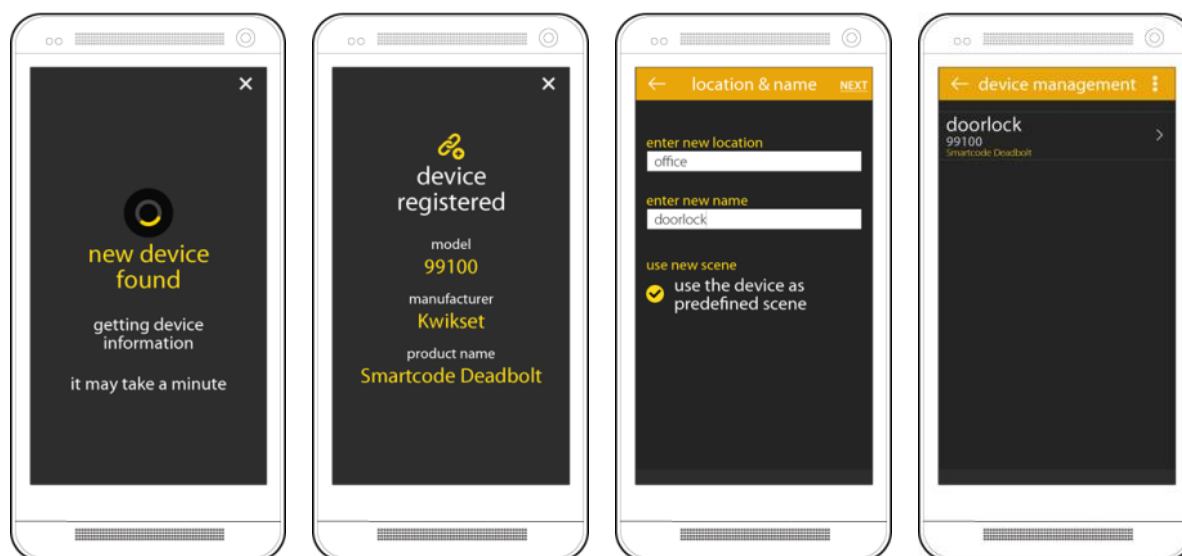 new device
found
getting device
information
it may take a minute
device
registered
model
99100
manufacturer
Kwikset
product name
Smartcode Deadbolt
location & name
NEXT
enter new location
office
enter new name
doorlock
use new scene
use the device as
predefined scene
device management
doorlock
99100
Smartcode Deadbolt